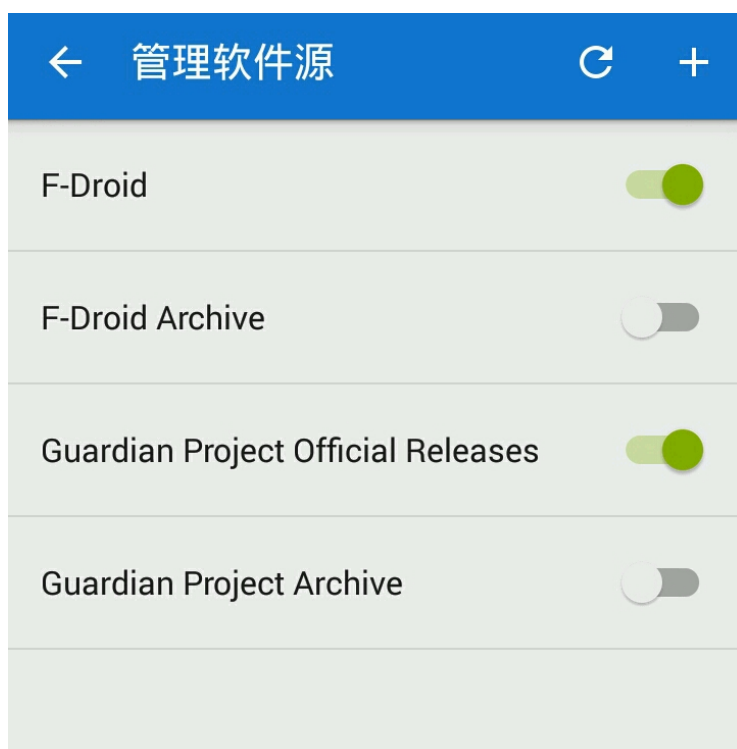 管理软件源
F-Droid
F-Droid Archive
Guardian Project Official Releases
Guardian Project Archive